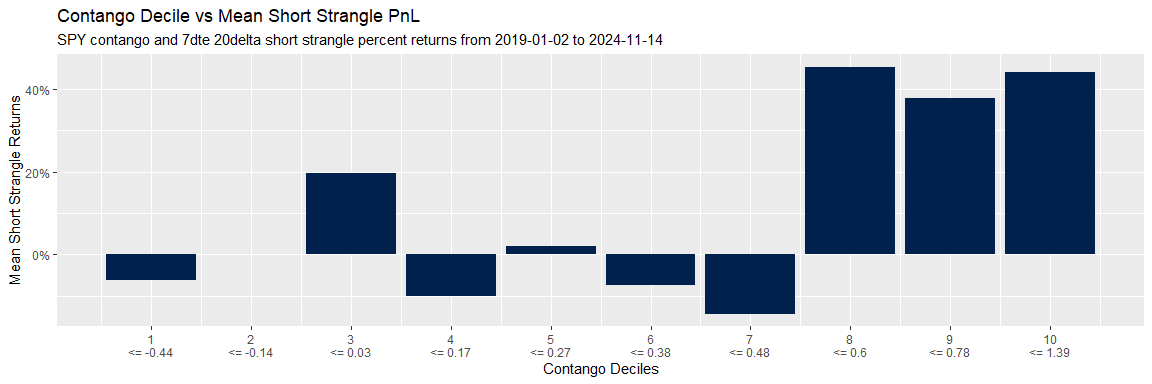 Contango Decile vs Mean Short Strangle PnL
SPY contango and 7dte 20delta short strangle percent returns from 2019-01-02 to 2024-11-14
Mean Short Strangle Returns
40%
20%
0%
1 2 3 4 5 6 7 8 9 10
<= -0.44 <= -0.14 <= 0.03 <= 0.17 <= 0.27 <= 0.38 <= 0.48 <= 0.6 <= 0.78 <= 1.39
Contango Deciles